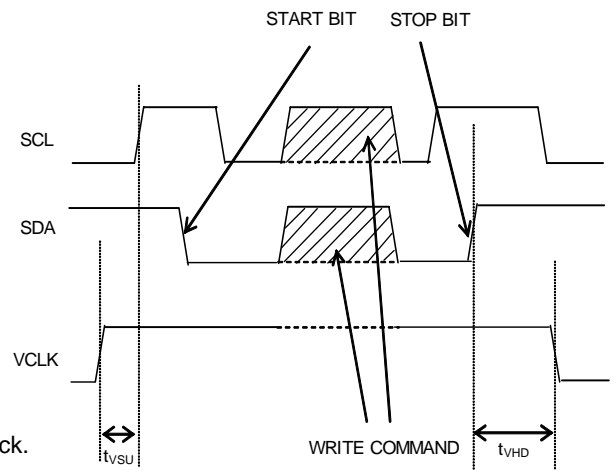 START BIT STOP BIT
SCL
SDA
VCLK
ck.
tVSU WRITE COMMAND tVHD